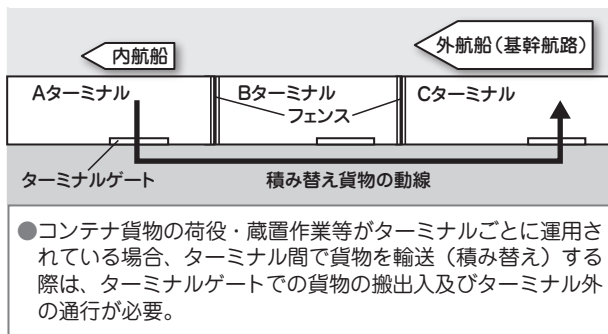 内航船
外航船(基幹航路)
Aターミナル
Bターミナル
Cターミナル
フェンス
ターミナルゲート
積み替え貨物の動線
●コンテナ貨物の荷役・蔵置作業等がターミナルごとに運用さ
れている場合、ターミナル間で貨物を輸送（積み替え）する
際は、ターミナルゲートでの貨物の搬出入及びターミナル外
の通行が必要。